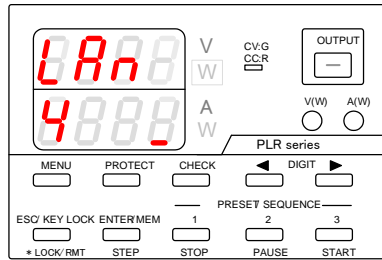 LAn
4 _
V
W
A
W
CV:G
CC:R
OUTPUT
V(W) A(W)
PLR series
MENU PROTECT CHECK ◀ DIGIT ▶
PRESET/ SEQUENCE
ESC/ KEY LOCK ENTER/MEM 1 2 3
* LOCK/RMT STEP STOP PAUSE START